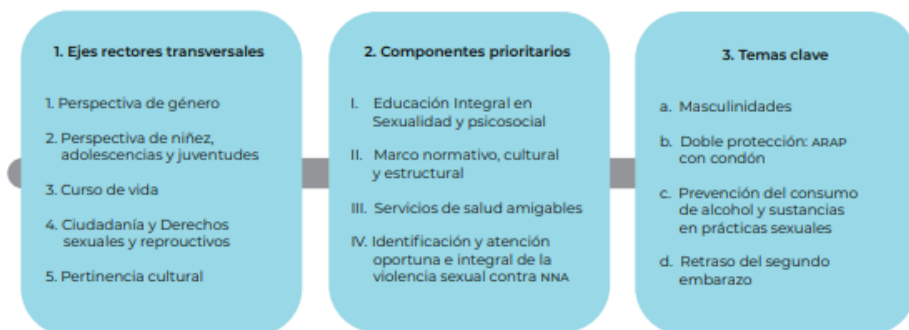 1. Ejes rectores transversales
1. Perspectiva de género
2. Perspectiva de niñez,
adolescencias y juventudes
3. Curso de vida
4. Ciudadanía y Derechos
sexuales y reprouctivos
5. Pertinencia cultural
2. Componentes prioritarios
I. Educación Integral en
Sexualidad y psicosocial
II. Marco normativo, cultural
y estructural
III. Servicios de salud amigables
IV. Identificación y atención
oportuna e integral de la
violencia sexual contra NNA
3. Temas clave
a. Masculinidades
b. Doble protección: ARAP
con condón
c. Prevención del consumo
de alcohol y sustancias
en prácticas sexuales
d. Retraso del segundo
embarazo